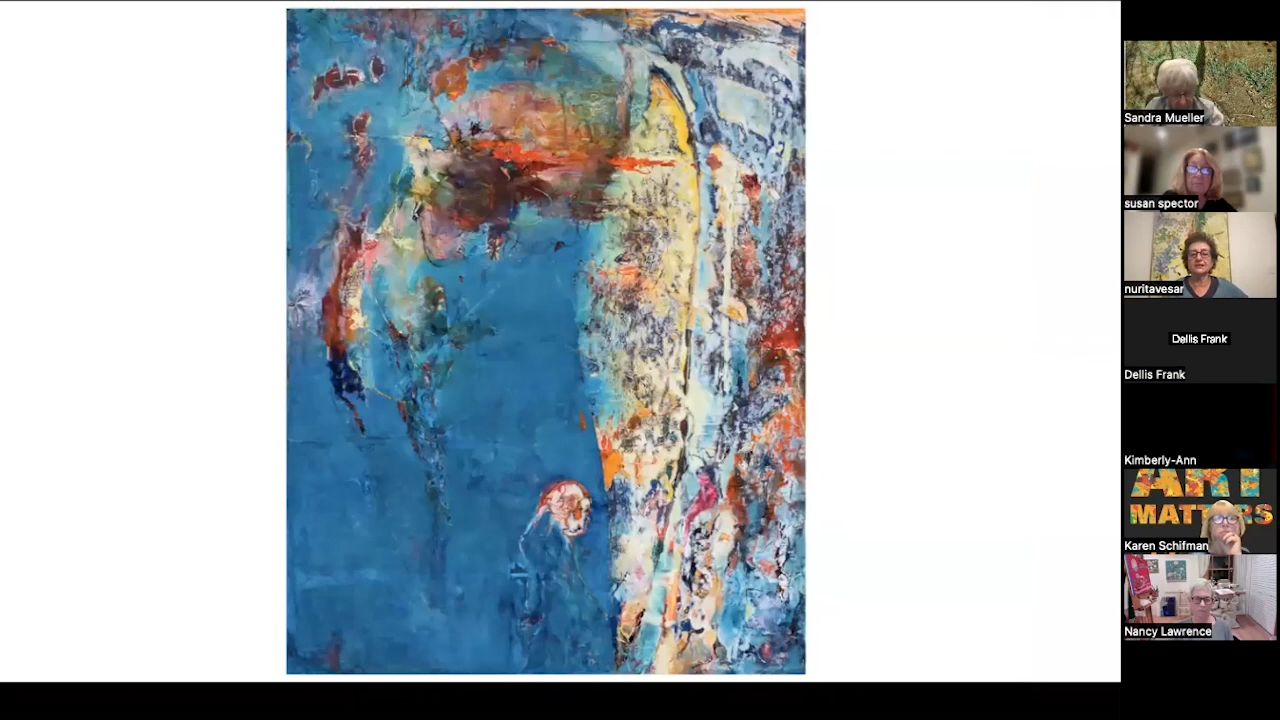 Sandra Mueller
susan spector
nuritavesar
Dellis Frank
Dellis Frank
Kimberly-Ann
ART
MATTERS
Karen Schifman
Nancy Lawrence